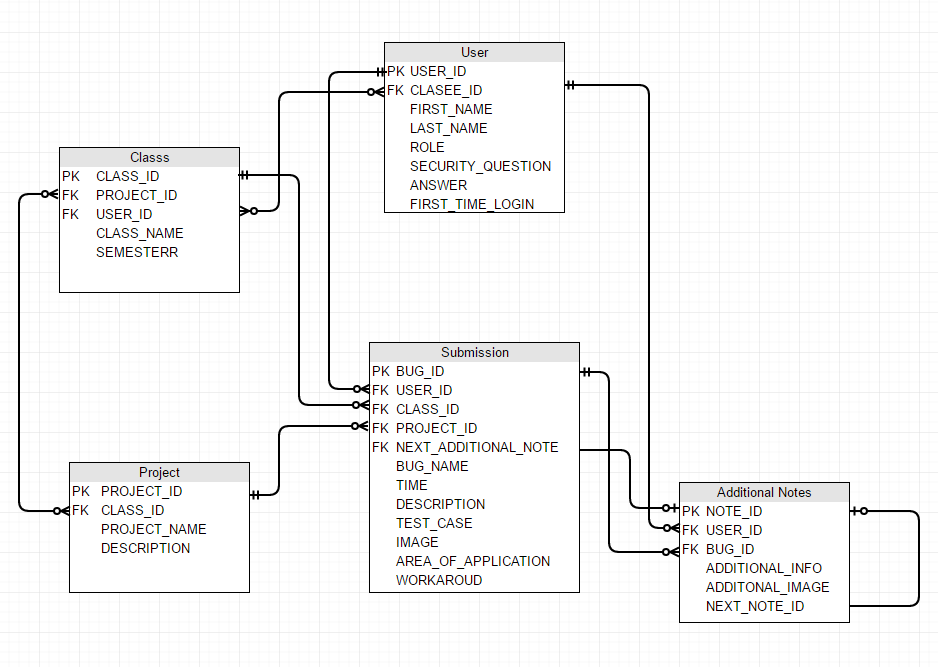 User
PK USER_ID
FK CLASEE_ID
FIRST_NAME
LAST_NAME
ROLE
SECURITY_QUESTION
ANSWER
FIRST_TIME_LOGIN
Classs
PK CLASS_ID
FK PROJECT_ID
FK USER_ID
CLASS_NAME
SEMESTERR
Submission
PK BUG_ID
FK USER_ID
FK CLASS_ID
FK PROJECT_ID
FK NEXT_ADDITIONAL_NOTE
BUG_NAME
TIME
DESCRIPTION
TEST_CASE
IMAGE
AREA_OF_APPLICATION
WORKAROUD
Project
PK PROJECT_ID
FK CLASS_ID
PROJECT_NAME
DESCRIPTION
Additional Notes
PK NOTE_ID
FK USER_ID
FK BUG_ID
ADDITIONAL_INFO
ADDITONAL_IMAGE
NEXT_NOTE_ID